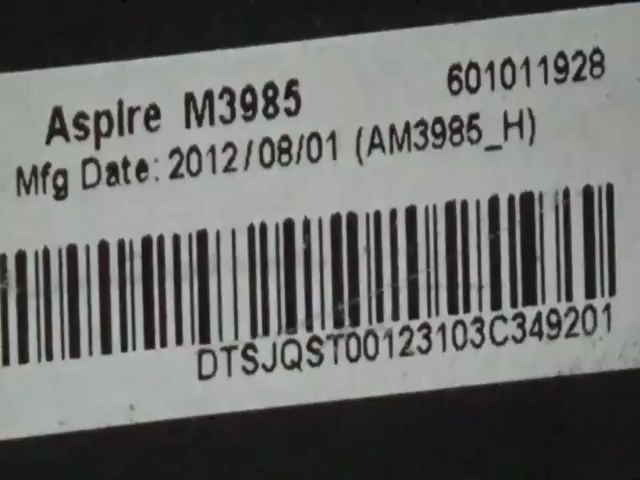 Aspire M3985 601011928
Mfg Date: 2012/08/01 (AM3985_H)
DTSJQST00123103C349201